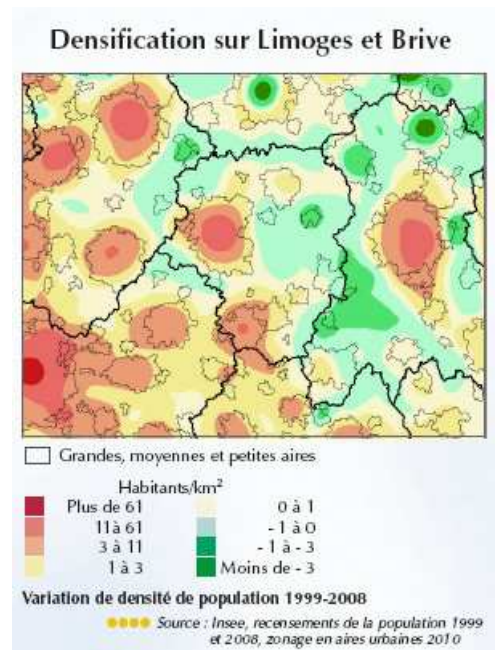 Densification sur Limoges et Brive
Grandes, moyennes et petites aires
Habitants/km²
Plus de 61
11 à 61
3 à 11
1 à 3
0 à 1
- 1 à 0
- 1 à - 3
Moins de - 3
Variation de densité de population 1999-2008
Source : Insee, recensements de la population 1999
et 2008, zonage en aires urbaines 2010